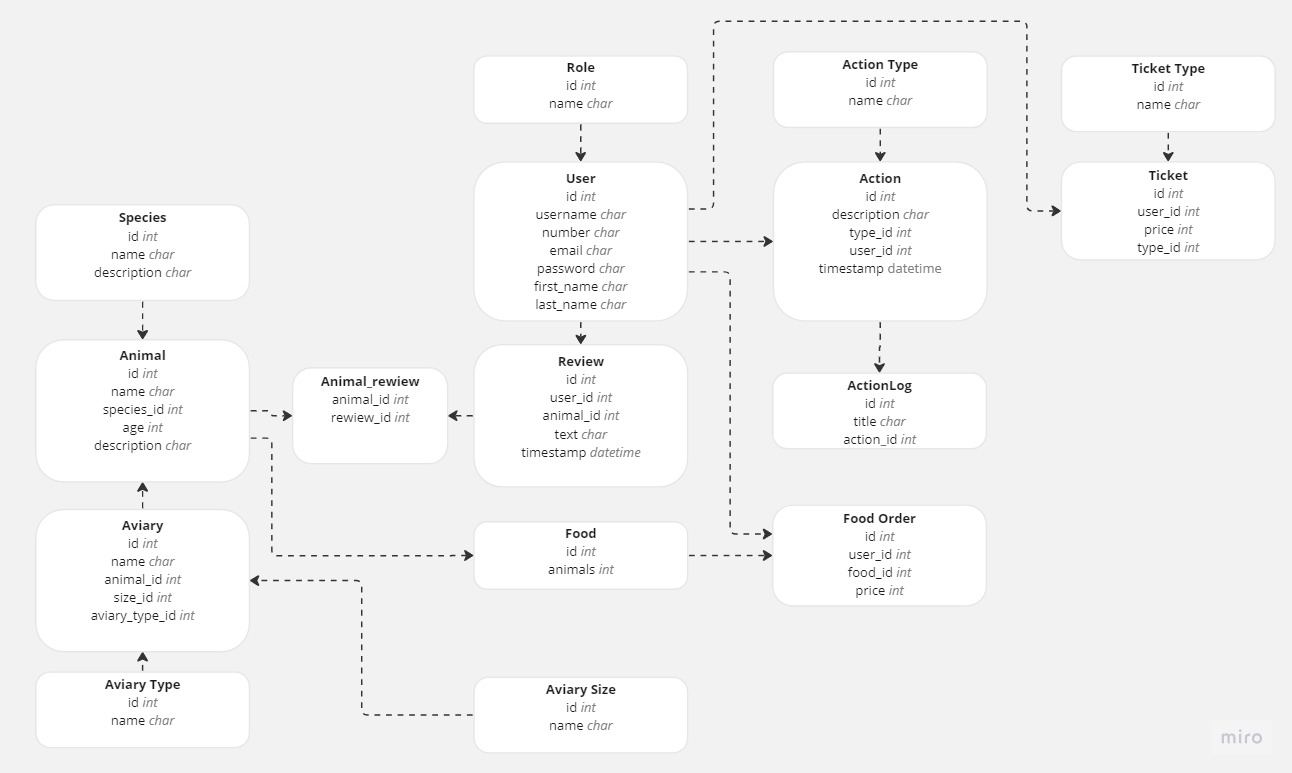 Role
id int
name char
Action Type
id int
name char
Ticket Type
id int
name char
User
id int
username char
number char
email char
password char
first_name char
last_name char
Action
id int
description char
type_id int
user_id int
timestamp datetime
Ticket
id int
user_id int
price int
type_id int
Species
id int
name char
description char
Animal
id int
name char
species_id int
age int
description char
Animal_rewiew
animal_id int
rewiew_id int
Review
id int
user_id int
animal_id int
text char
timestamp datetime
ActionLog
id int
title char
action_id int
Aviary
id int
name char
animal_id int
size_id int
aviary_type_id int
Food
id int
animals int
Food Order
id int
user_id int
food_id int
price int
Aviary Type
id int
name char
Aviary Size
id int
name char
miro